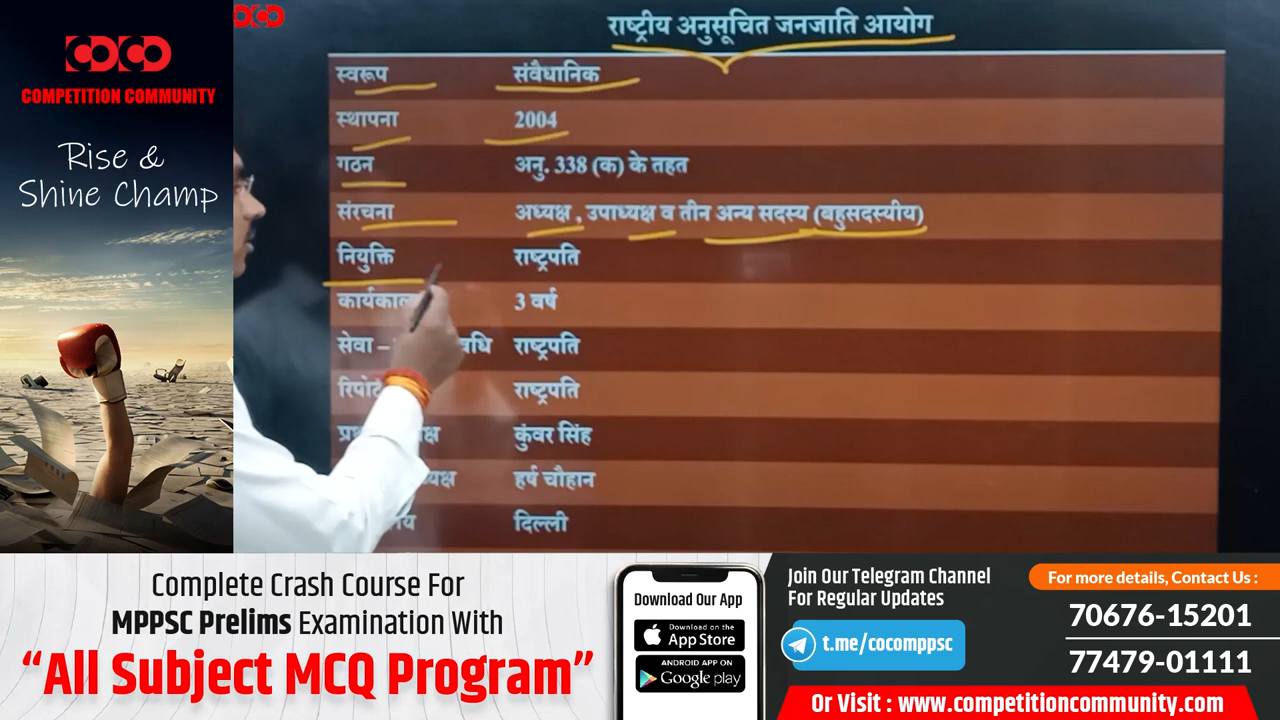 COCO
COMPETITION COMMUNITY
Rise &
Shine Champ
COCO
राष्ट्रीय अनुसूचित जनजाति आयोग
स्वरूप संवैधानिक
स्थापना 2004
गठन अनु. 338 (क) के तहत
संरचना अध्यक्ष , उपाध्यक्ष व तीन अन्य सदस्य (बहुसदस्यीय)
नियुक्ति राष्ट्रपति
3 वर्ष
सेवा – राष्ट्रपति
राष्ट्रपति
कुंवर सिंह
हर्ष चौहान
दिल्ली
Complete Crash Course For
MPPSC Prelims Examination With
“All Subject MCQ Program”
Download Our App
Download on the
App Store
ANDROID APP ON
Google play
Join Our Telegram Channel
For Regular Updates
t.me/cocomppsc
For more details, Contact Us :
70676-15201
77479-01111
Or Visit : www.competitioncommunity.com